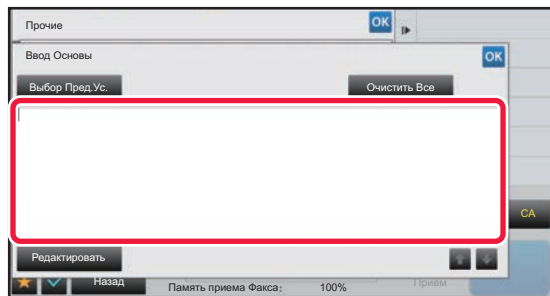 Прочие
OK
Ввод Основы
OK
Выбор Пред.Ус.
Очистить Все
CA
Редактировать
Назад
Память приема Факса: 100%
Прием